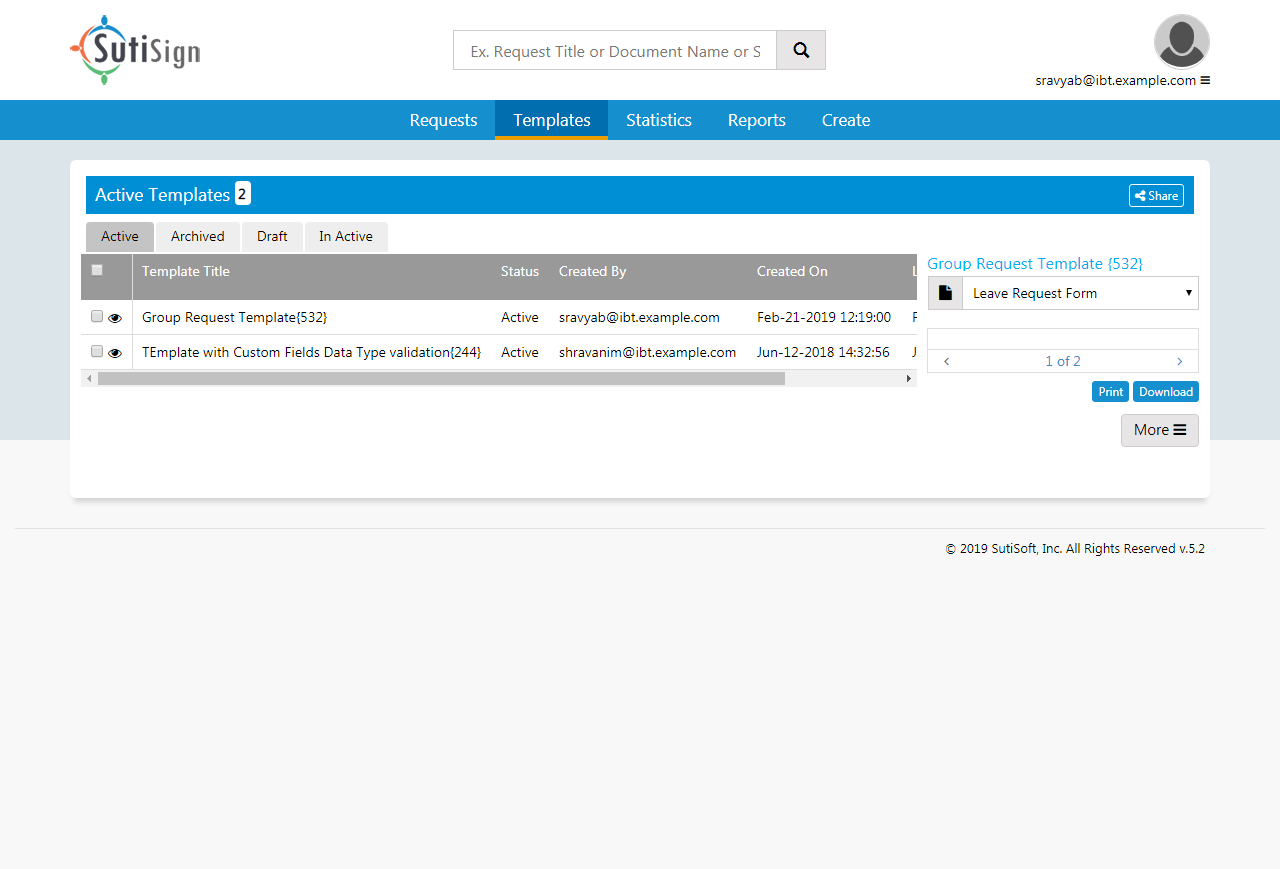 SutiSign
Ex. Request Title or Document Name or S
sravyab@ibt.example.com
Requests Templates Statistics Reports Create
Active Templates 2
Share
Active Archived Draft In Active
Template Title Status Created By Created On
Group Request Template{532} Active sravyab@ibt.example.com Feb-21-2019 12:19:00
TEmplate with Custom Fields Data Type validation{244} Active shravanim@ibt.example.com Jun-12-2018 14:32:56
Group Request Template {532}
Leave Request Form
1 of 2
Print Download
More
© 2019 SutiSoft, Inc. All Rights Reserved v.5.2